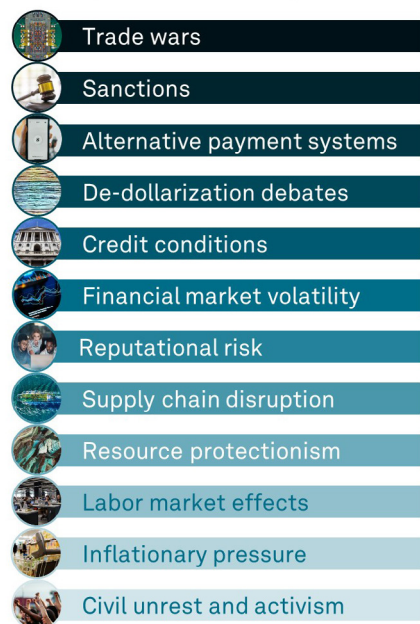 Trade wars
Sanctions
Alternative payment systems
De-dollarization debates
Credit conditions
Financial market volatility
Reputational risk
Supply chain disruption
Resource protectionism
Labor market effects
Inflationary pressure
Civil unrest and activism